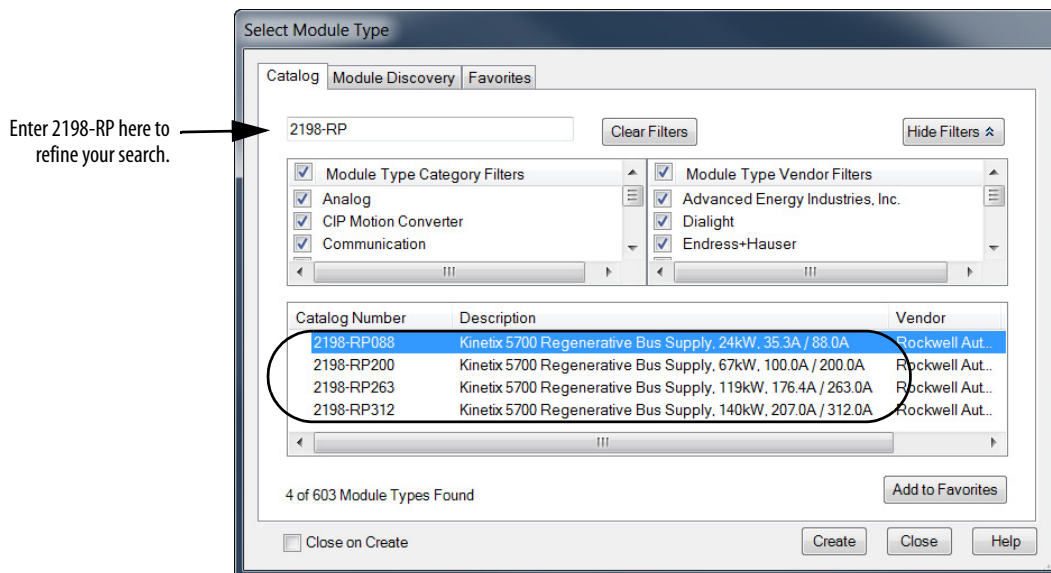 Select Module Type
Catalog
Module Discovery
Favorites
Enter 2198-RP here to
refine your search.
2198-RP
Clear Filters
Hide Filters
Module Type Category Filters
Analog
CIP Motion Converter
Communication
Module Type Vendor Filters
Advanced Energy Industries, Inc.
Dialight
Endress+Hauser
Catalog Number Description Vendor
2198-RP088 Kinetix 5700 Regenerative Bus Supply, 24kW, 35.3A / 88.0A Rockwell Aut...
2198-RP200 Kinetix 5700 Regenerative Bus Supply, 67kW, 100.0A / 200.0A Rockwell Aut...
2198-RP263 Kinetix 5700 Regenerative Bus Supply, 119kW, 176.4A / 263.0A Rockwell Aut...
2198-RP312 Kinetix 5700 Regenerative Bus Supply, 140kW, 207.0A / 312.0A Rockwell Aut...
4 of 603 Module Types Found
Add to Favorites
Close on Create
Create
Close
Help